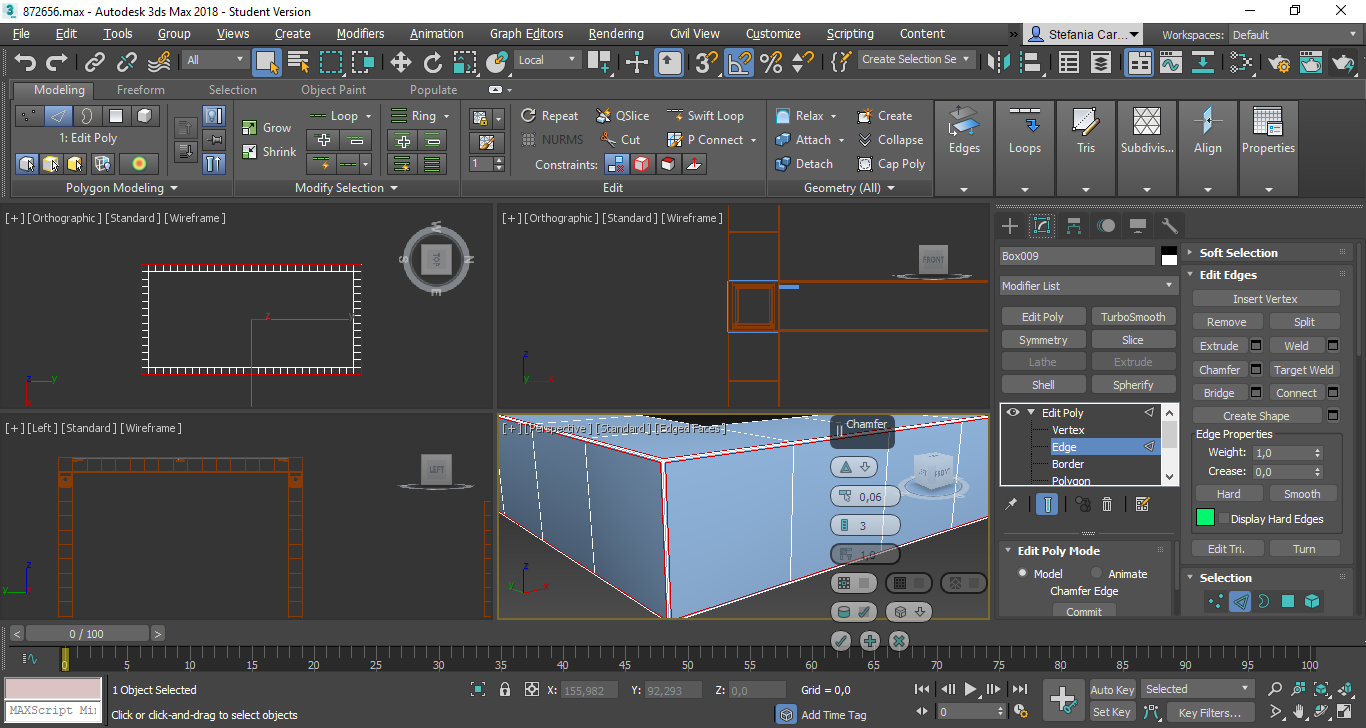 872656.max - Autodesk 3ds Max 2018 - Student Version
File Edit Tools Group Views Create Modifiers Animation Graph Editors Rendering Civil View Customize Scripting Content » Stefania Car... Workspaces: Default
All Local Create Selection Se
Modeling Freeform Selection Object Paint Populate
1: Edit Poly
Polygon Modeling
Grow Loop Ring
Shrink
Modify Selection
Repeat QSlice Swift Loop
NURMS Cut P Connect
1 Constraints:
Edit
Relax Create
Attach Collapse
Detach Cap Poly
Geometry (All)
Edges Loops Tris Subdivis... Align Properties
[+] [Orthographic] [Standard] [Wireframe]
W S N E TOP
z
z y
[+] [Orthographic] [Standard] [Wireframe]
FRONT
z
y x
[+] [Left] [Standard] [Wireframe]
LEFT
z
y
[+] [Perspective] [Standard] [Edged Faces]
FRONT
Chamfer
0,06
3
1,0
z
y x
Box009
Modifier List
Edit Poly TurboSmooth
Symmetry Slice
Lathe Extrude
Shell Spherify
Edit Poly
Vertex
Edge
Border
Polygon
Edit Poly Mode
Model Animate
Chamfer Edge
Commit
Soft Selection
Edit Edges
Insert Vertex
Remove Split
Extrude Weld
Chamfer Target Weld
Bridge Connect
Create Shape
Edge Properties
Weight: 1,0
Crease: 0,0
Hard Smooth
Display Hard Edges
Edit Tri. Turn
Selection
< 0 / 100 >
0 5 10 15 20 25 30 35 40 45 50 55 60 65 70 75 80 85 90 95 100
MAXScript Mi
1 Object Selected
Click or click-and-drag to select objects
X: 155,982 Y: 92,293 Z: 0,0 Grid = 0,0
Add Time Tag
0
Auto Key Selected
Set Key Key Filters...